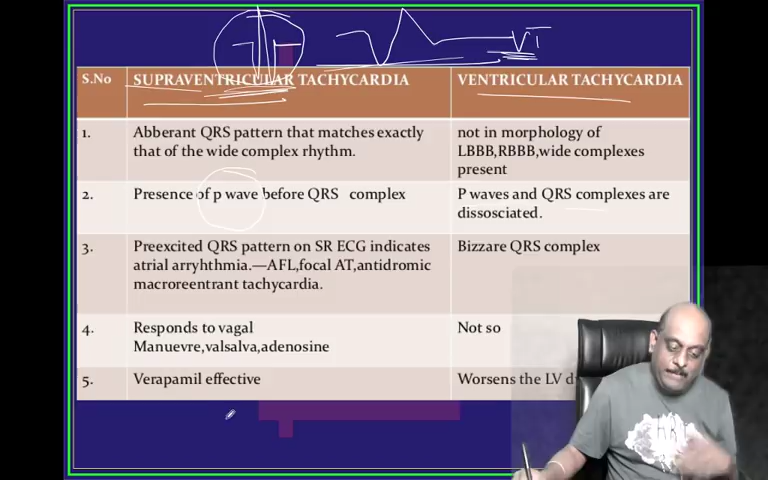 VT
S.No SUPRAVENTRICULAR TACHYCARDIA VENTRICULAR TACHYCARDIA
1. Abberant QRS pattern that matches exactly
that of the wide complex rhythm.
not in morphology of
LBBB,RBBB,wide complexes
present
2. Presence of p wave before QRS complex
P waves and QRS complexes are
dissosciated.
3. Preexcited QRS pattern on SR ECG indicates
atrial arryhthmia.—AFL,focal AT,antidromic
macroreentrant tachycardia.
Bizzare QRS complex
4. Responds to vagal
Manuevre,valsalva,adenosine
Not so
5. Verapamil effective
Worsens the LV